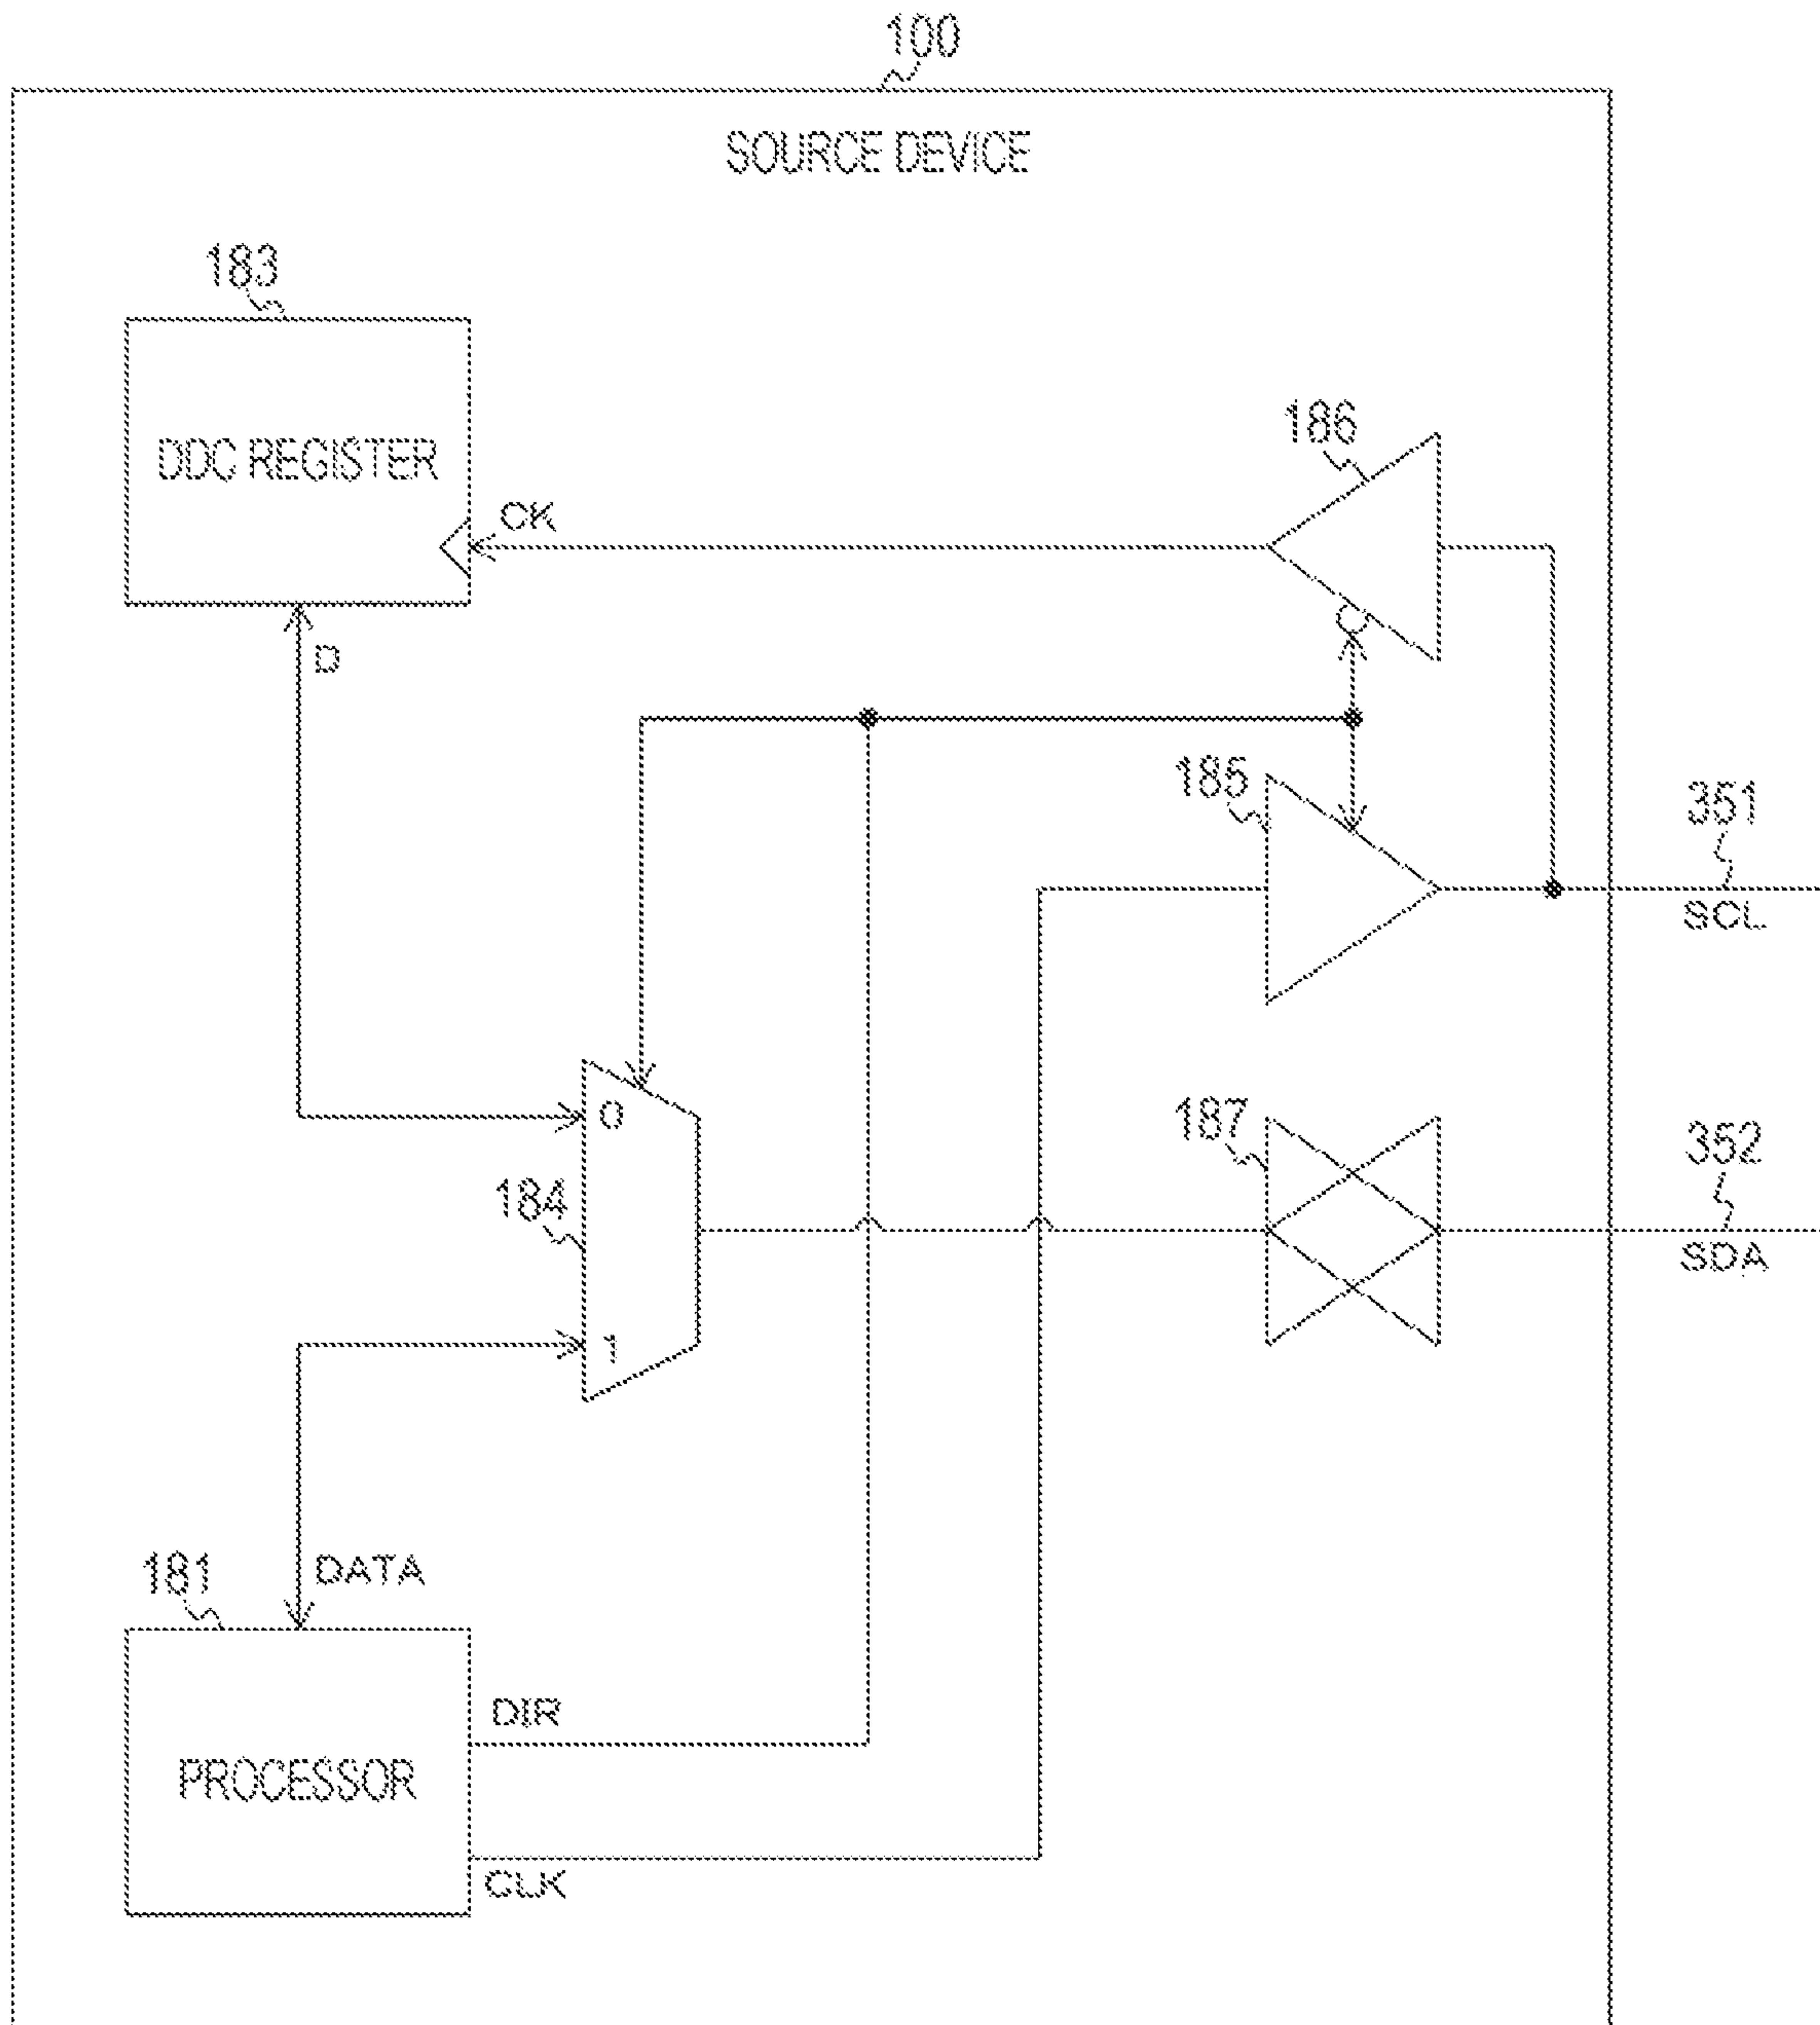 100
SOURCE DEVICE
183
DDC REGISTER
186
CK
D
185
351
SCL
0
184
187
352
SDA
1
181
DATA
DIR
PROCESSOR
CLK